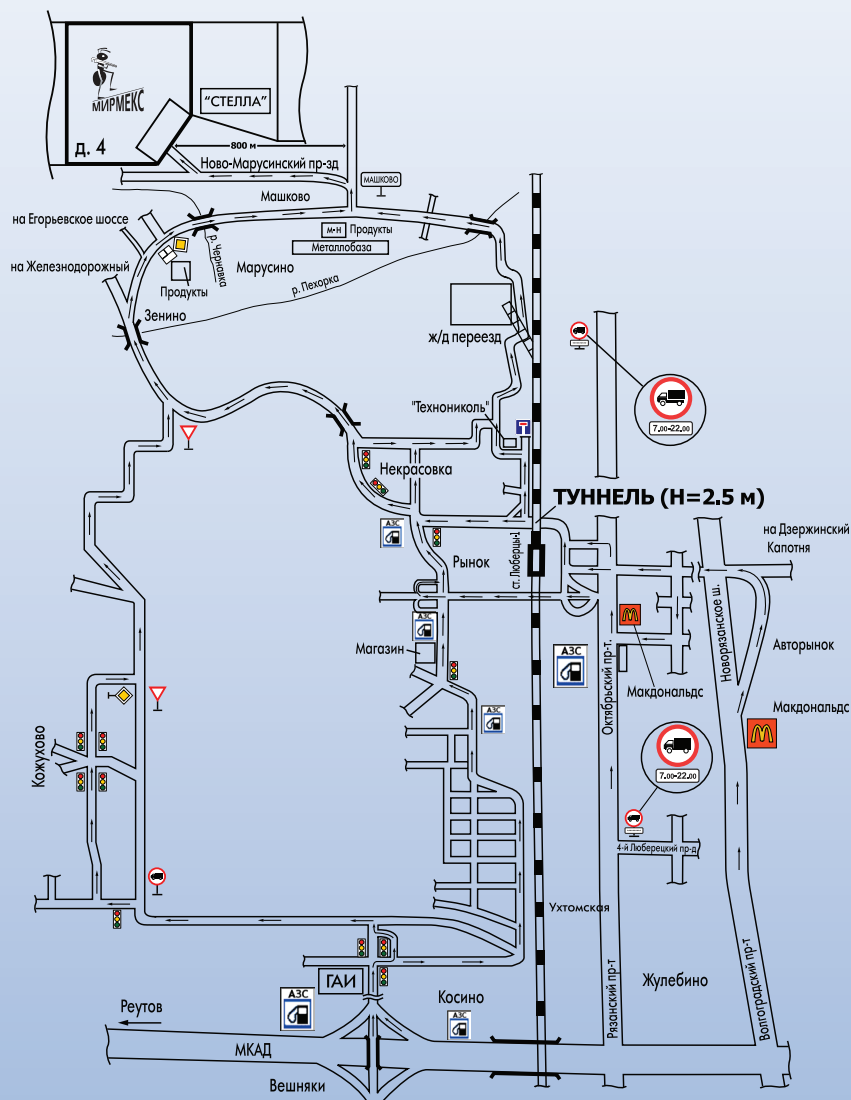 МИРМЕКС
"СТЕЛЛА"
д. 4
800 м
Ново-Марусинский пр-зд
МАШКОВО
Машково
на Егорьевское шоссе
м•н Продукты
Металлобаза
р. Чернавка
Марусино
на Железнодорожный
Продукты
р. Пехорка
Зенино
ж/д переезд
7.00-22.00
"Технониколь"
Некрасовка
ТУННЕЛЬ (Н=2.5 м)
АЗС
на Дзержинский
Капотня
Рынок
ст. Люберцы-1
АЗС
Магазин
АЗС
Макдональдс
Октябрьский пр-т.
Новорязанское ш.
Авторынок
АЗС
Макдональдс
Кожухово
7.00-22.00
4-й Люберецкий пр-д
Ухтомская
ГАИ
Косино
Жулебино
Рязанский пр-т
Волгоградский пр-т
АЗС
АЗС
Реутов
МКАД
Вешняки